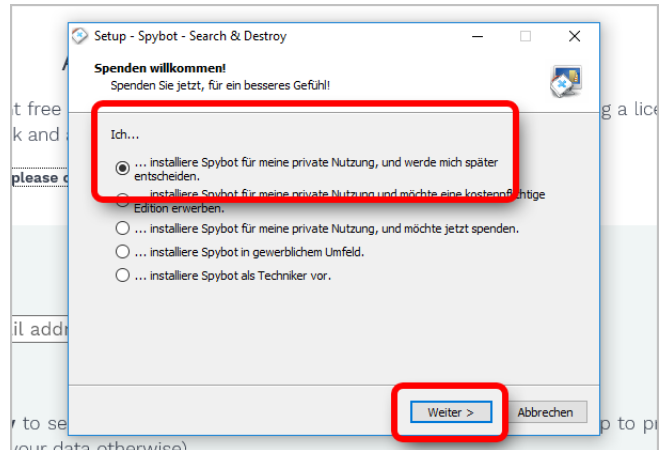 Setup - Spybot - Search & Destroy
Spenden willkommen!
Spenden Sie jetzt, für ein besseres Gefühl!
t free
g a lice
k and
please
Ich...
... installiere Spybot für meine private Nutzung, und werde mich später
entscheiden.
... installiere Spybot für meine private Nutzung und möchte eine kostenpflichtige
Edition erwerben.
... installiere Spybot für meine private Nutzung, und möchte jetzt spenden.
... installiere Spybot in gewerblichem Umfeld.
... installiere Spybot als Techniker vor.
il addr
Weiter >
Abbrechen
to se
p to pr
your data otherwise)